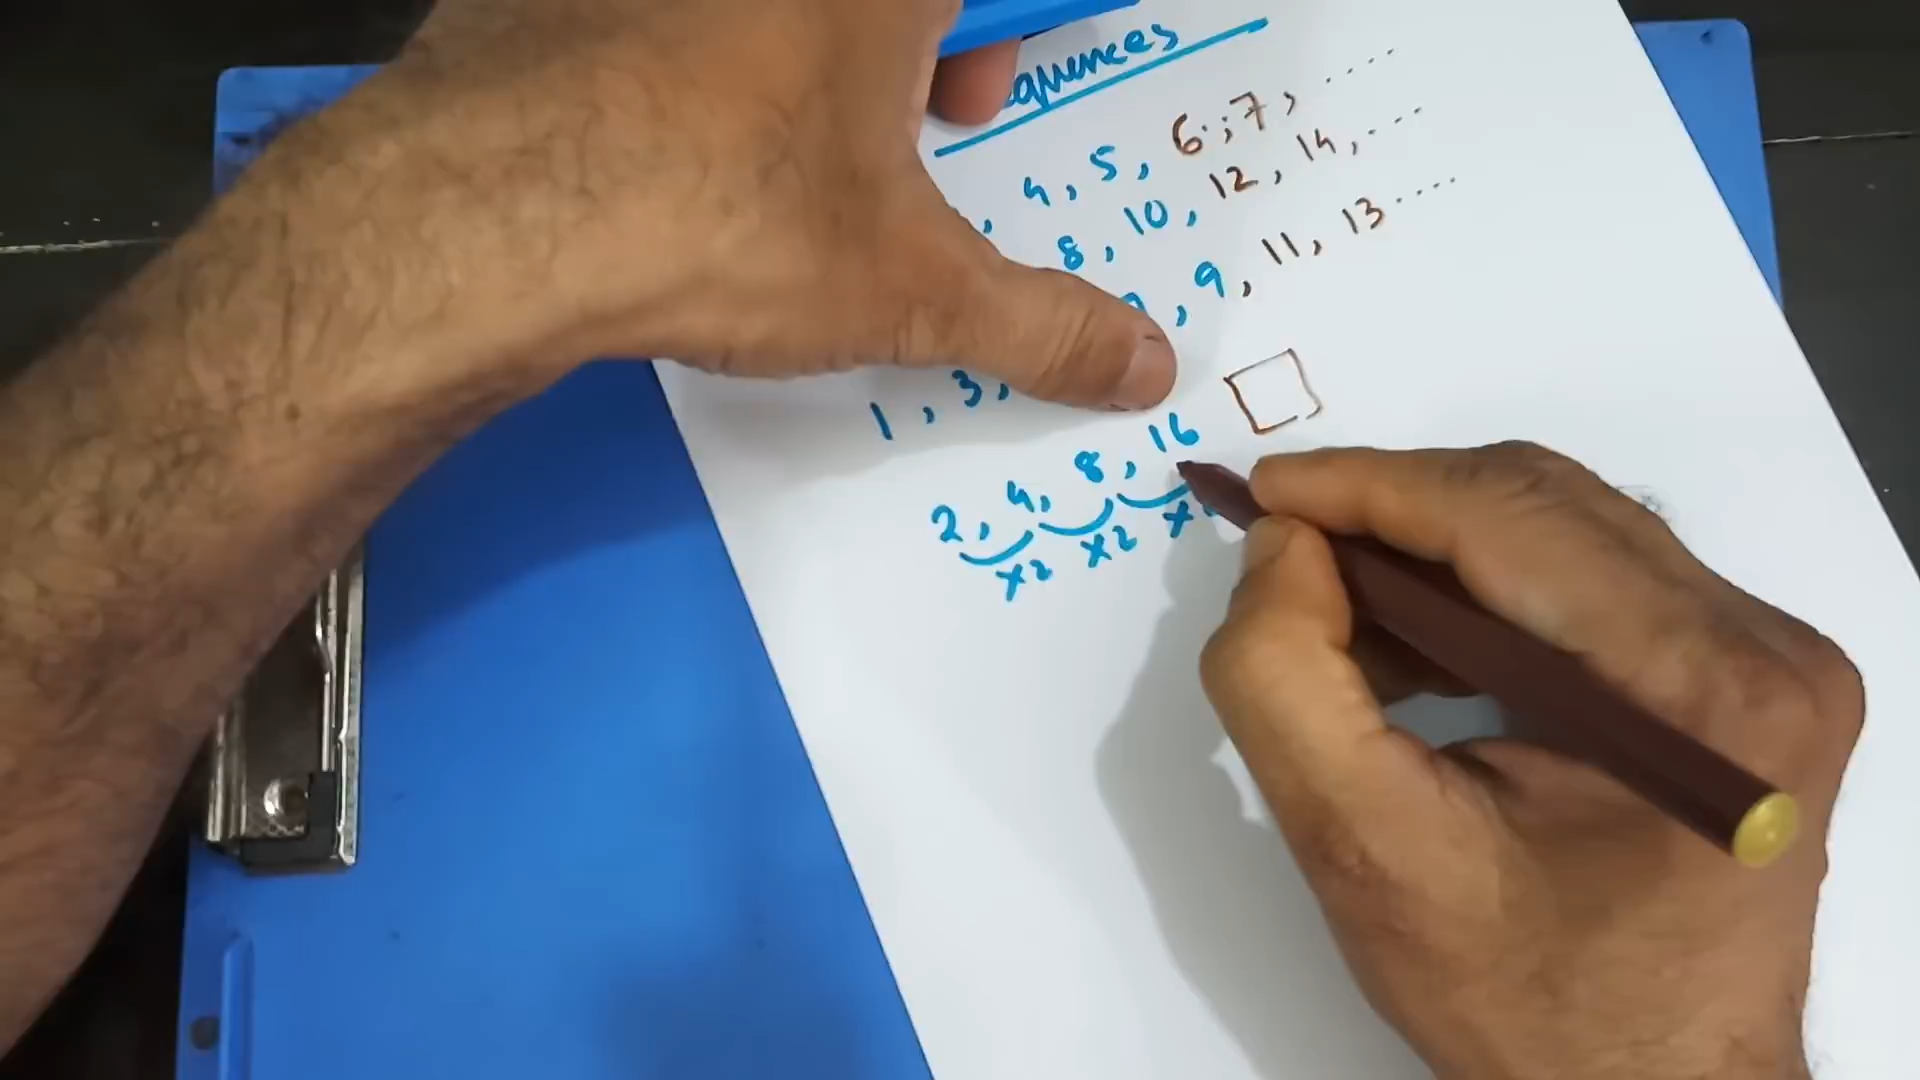 equences
, 4, 5, 6, 7, ....
8, 10, 12, 14, ...
, 9, 11, 13 ....
1, 3,
2, 4, 8, 16
x2 x2 x